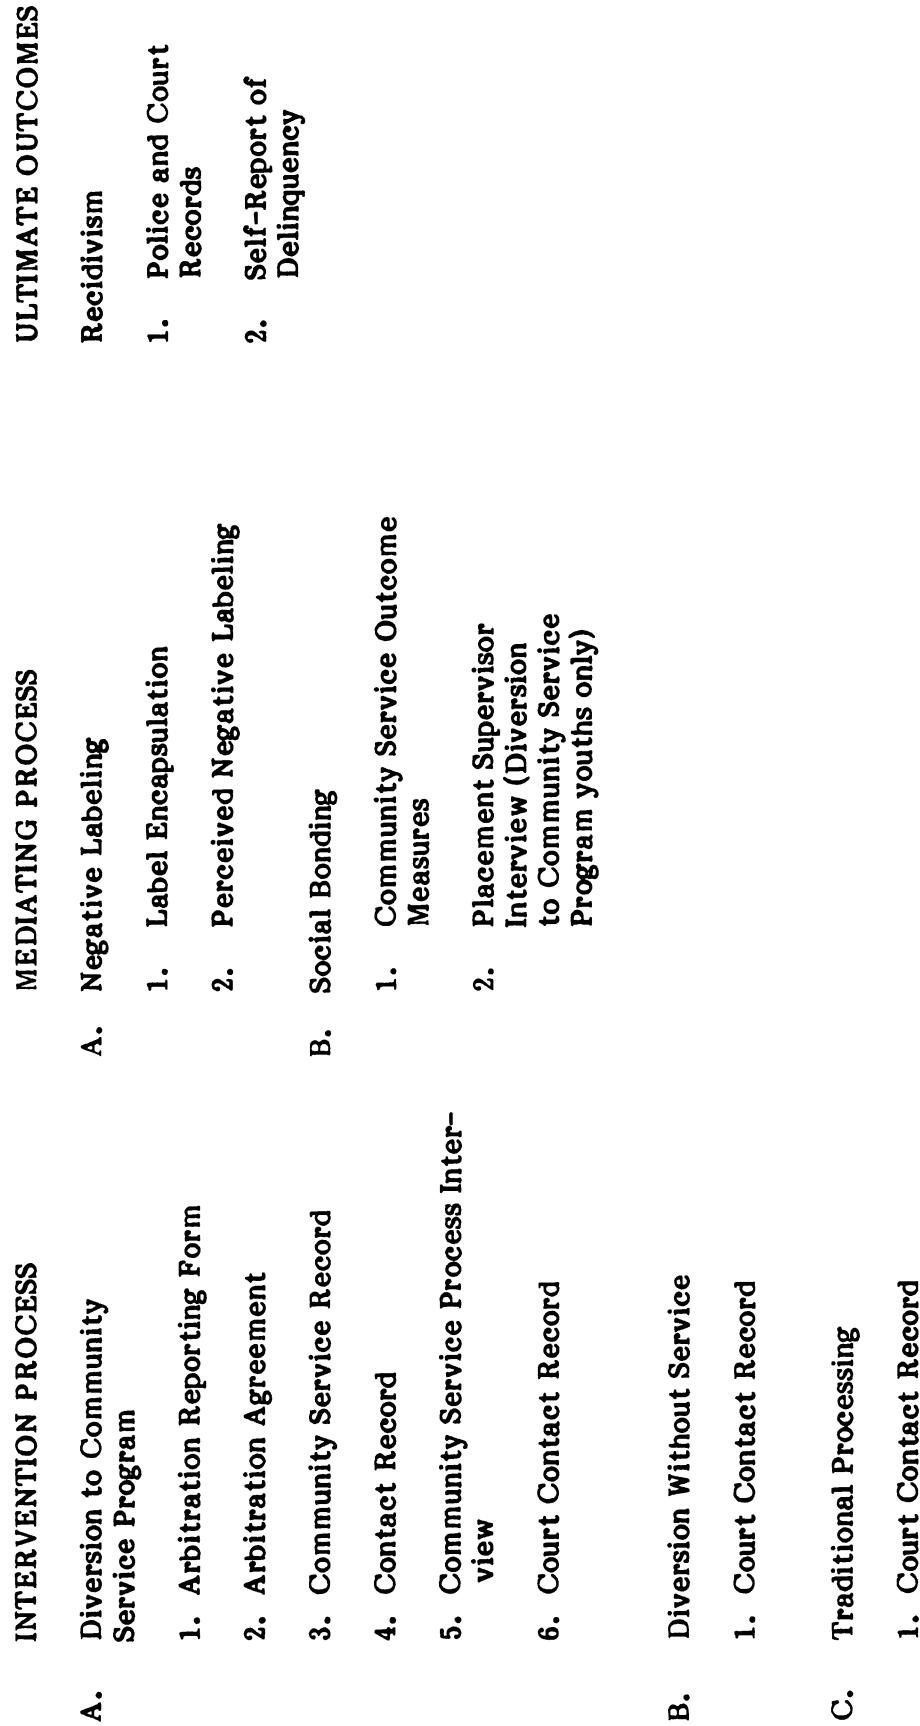 INTERVENTION PROCESS
A. Diversion to Community
Service Program
1. Arbitration Reporting Form
2. Arbitration Agreement
3. Community Service Record
4. Contact Record
5. Community Service Process Inter-
view
6. Court Contact Record
B. Diversion Without Service
1. Court Contact Record
C. Traditional Processing
1. Court Contact Record
MEDIATING PROCESS
A. Negative Labeling
1. Label Encapsulation
2. Perceived Negative Labeling
B. Social Bonding
1. Community Service Outcome
Measures
2. Placement Supervisor
Interview (Diversion
to Community Service
Program youths only)
ULTIMATE OUTCOMES
Recidivism
1. Police and Court
Records
2. Self-Report of
Delinquency